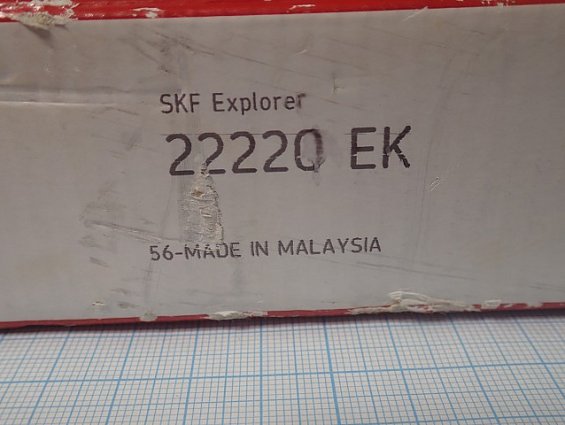 SKF Explorer
22220 EK
56-MADE IN MALAYSIA